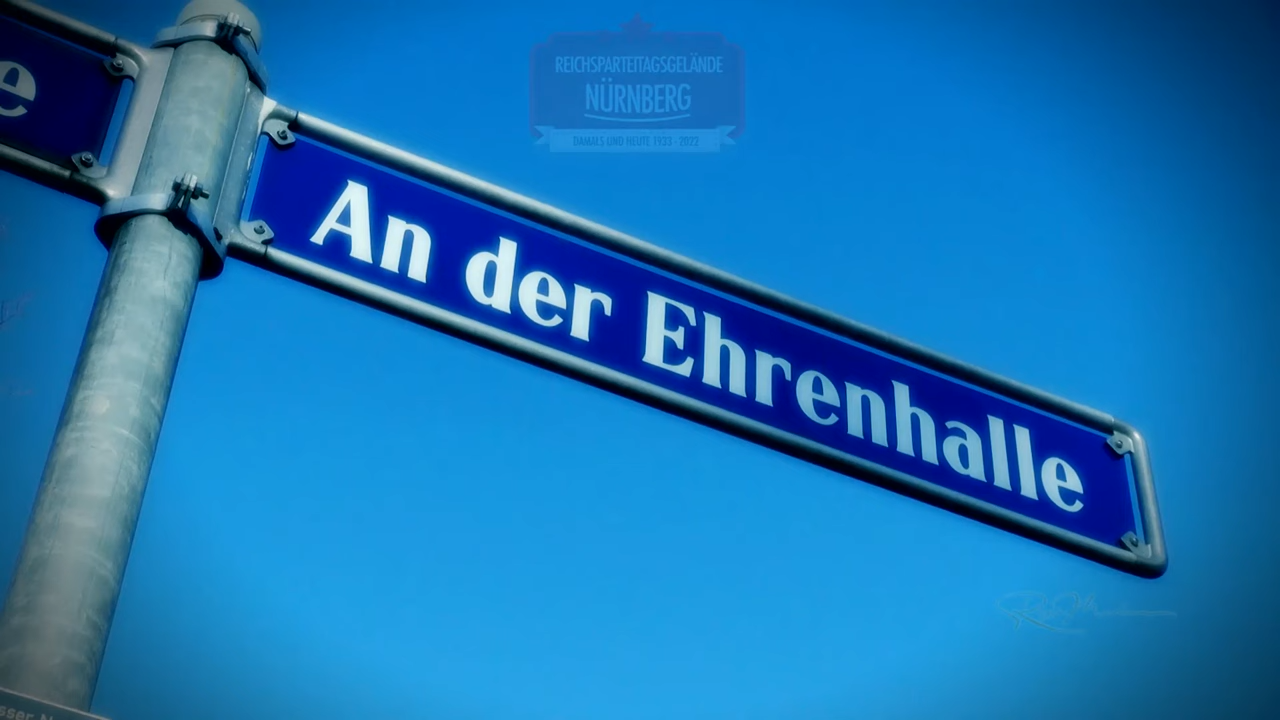 e
REICHSPARTEITAGSGELÄNDE
NÜRNBERG
DAMALS UND HEUTE 1933 - 2022
An der Ehrenhalle